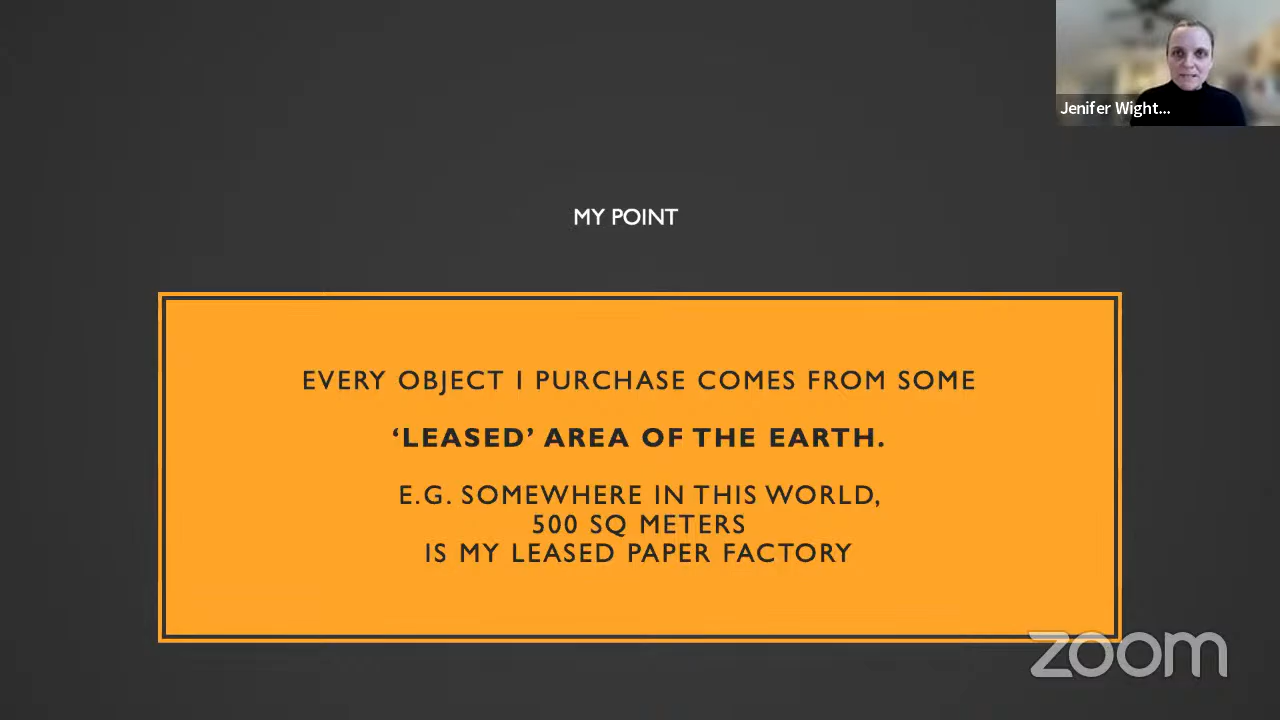 Jenifer Wight...
MY POINT
EVERY OBJECT I PURCHASE COMES FROM SOME
‘LEASED’ AREA OF THE EARTH.
E.G. SOMEWHERE IN THIS WORLD,
500 SQ METERS
IS MY LEASED PAPER FACTORY
zoom